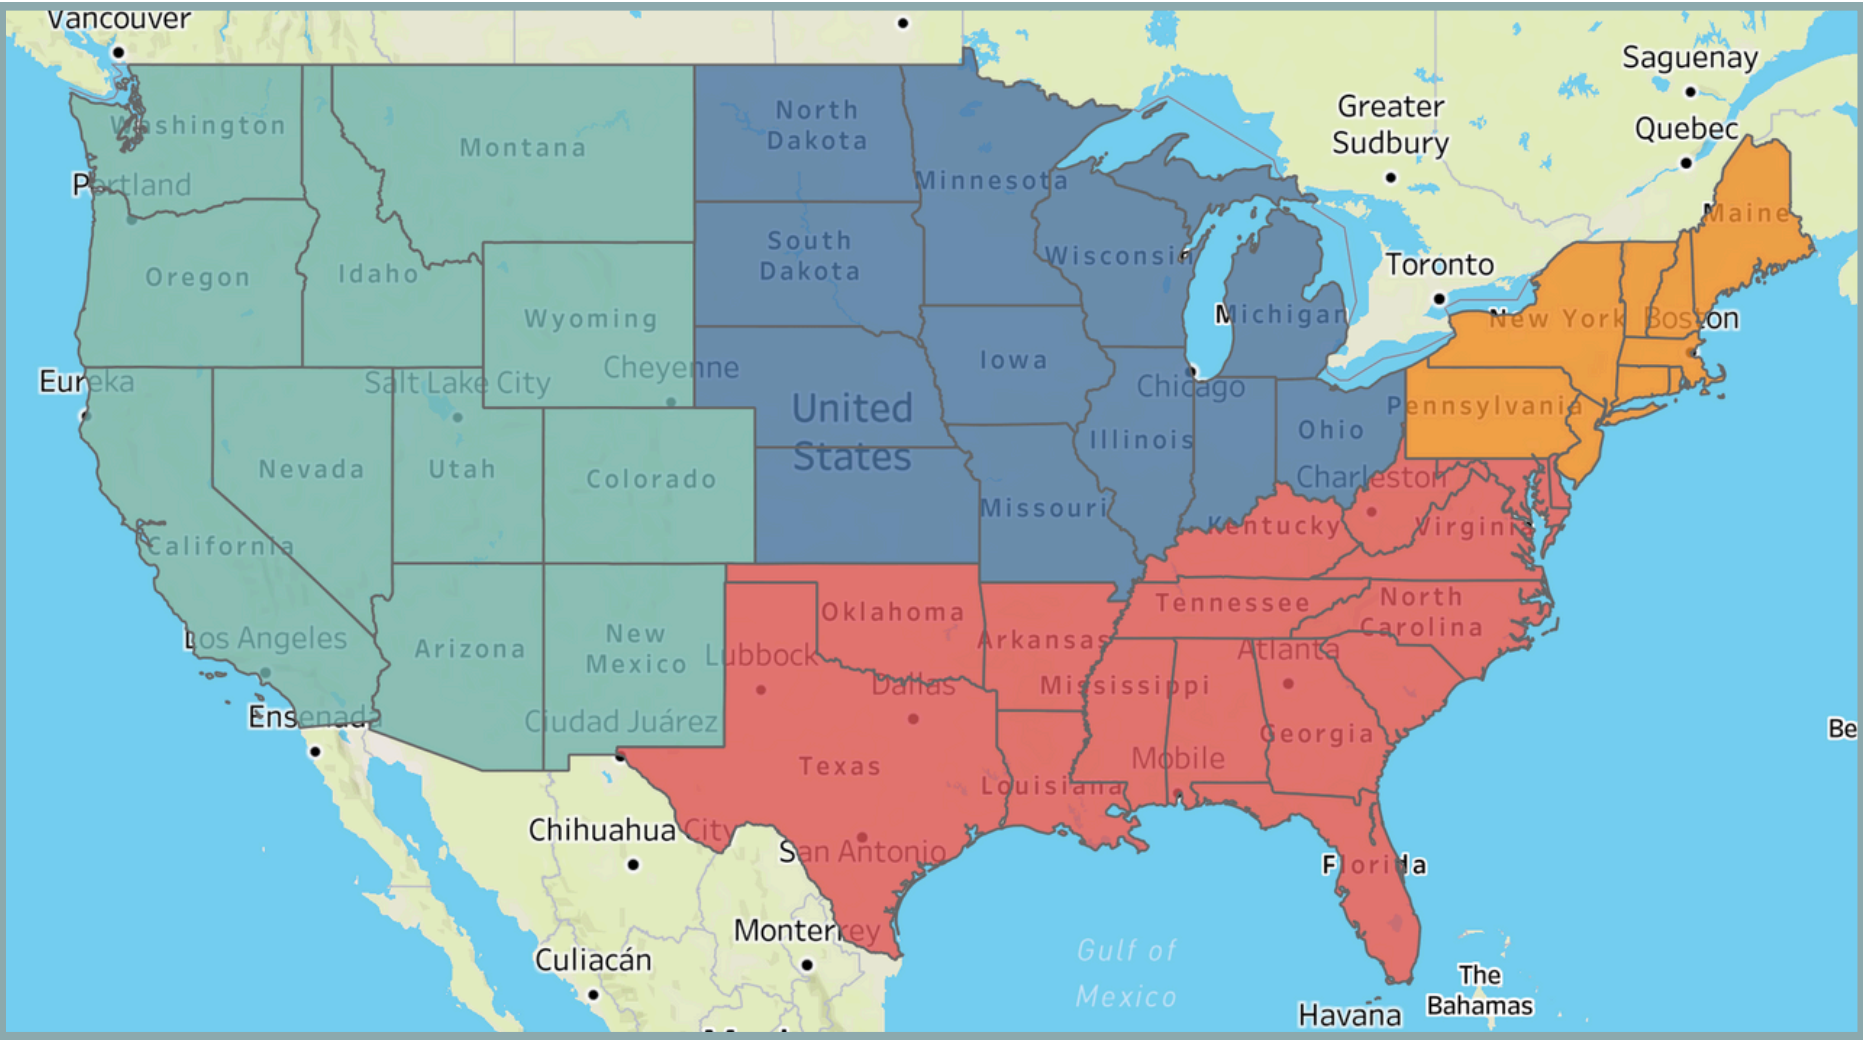 Vancouver
Saguenay
Greater
Sudbury
Quebec
North
Dakota
Washington
Montana
Minnesota
Portland
Maine
South
Dakota
Wisconsin
Toronto
Oregon
Idaho
Wyoming
Michigan
New York
Boston
Iowa
Cheyenne
Eureka
Salt Lake City
Chicago
United
States
Pennsylvania
Ohio
Illinois
Nevada
Utah
Colorado
Charleston
Missouri
Kentucky
Virginia
California
Oklahoma
Tennessee
North
Carolina
Los Angeles
Arizona
New
Mexico
Lubbock
Arkansas
Atlanta
Dallas
Mississippi
Ensenada
Ciudad Juárez
Georgia
Be
Texas
Mobile
Louisiana
Chihuahua City
San Antonio
Florida
Monterrey
Gulf of
Mexico
Culiacán
The
Bahamas
Havana